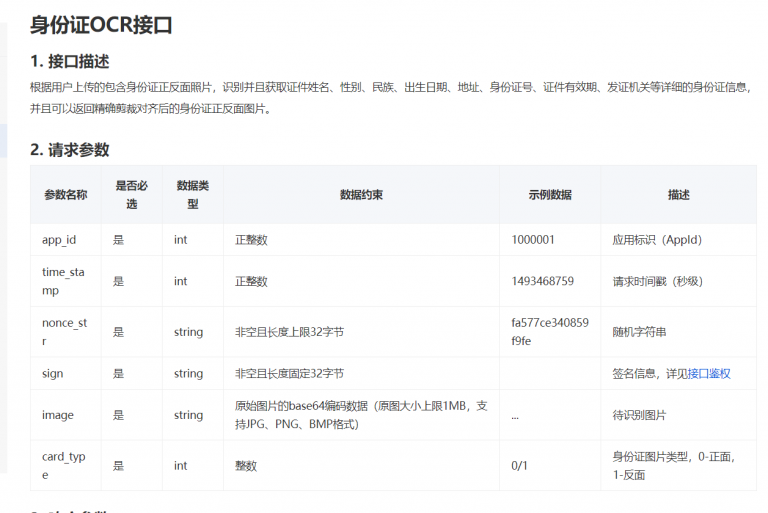 身份证OCR接口
1. 接口描述
根据用户上传的包含身份证正反面照片，识别并且获取证件姓名、性别、民族、出生日期、地址、身份证号、证件有效期、发证机关等详细的身份证信息，
并且可以返回精确剪裁对齐后的身份证正反面图片。
2. 请求参数
参数名称 是否必选 数据类型 数据约束 示例数据 描述
app_id 是 int 正整数 1000001 应用标识（AppId）
time_stamp 是 int 正整数 1493468759 请求时间戳（秒级）
nonce_str 是 string 非空且长度上限32字节 fa577ce340859f9fe 随机字符串
sign 是 string 非空且长度固定32字节 签名信息，详见接口鉴权
image 是 string 原始图片的base64编码数据（原图大小上限1MB，支持JPG、PNG、BMP格式） ... 待识别图片
card_type 是 int 整数 0/1 身份证图片类型，0-正面，1-反面